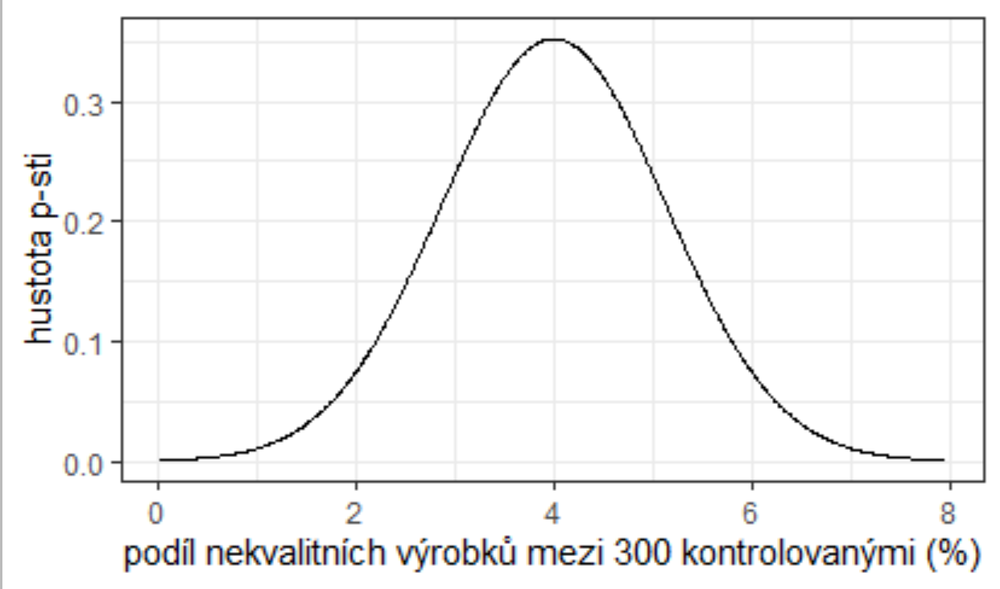 hustota p-sti
0.3
0.2
0.1
0.0
0 2 4 6 8
podíl nekvalitních výrobků mezi 300 kontrolovanými (%)